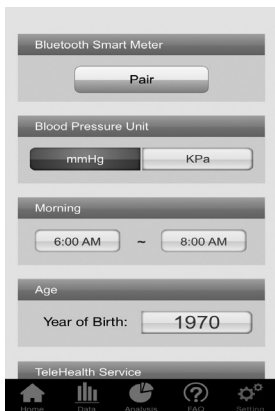 Bluetooth Smart Meter
Pair
Blood Pressure Unit
mmHg KPa
Morning
6:00 AM ~ 8:00 AM
Age
Year of Birth: 1970
TeleHealth Service
Home Data Analysis FAQ Setting